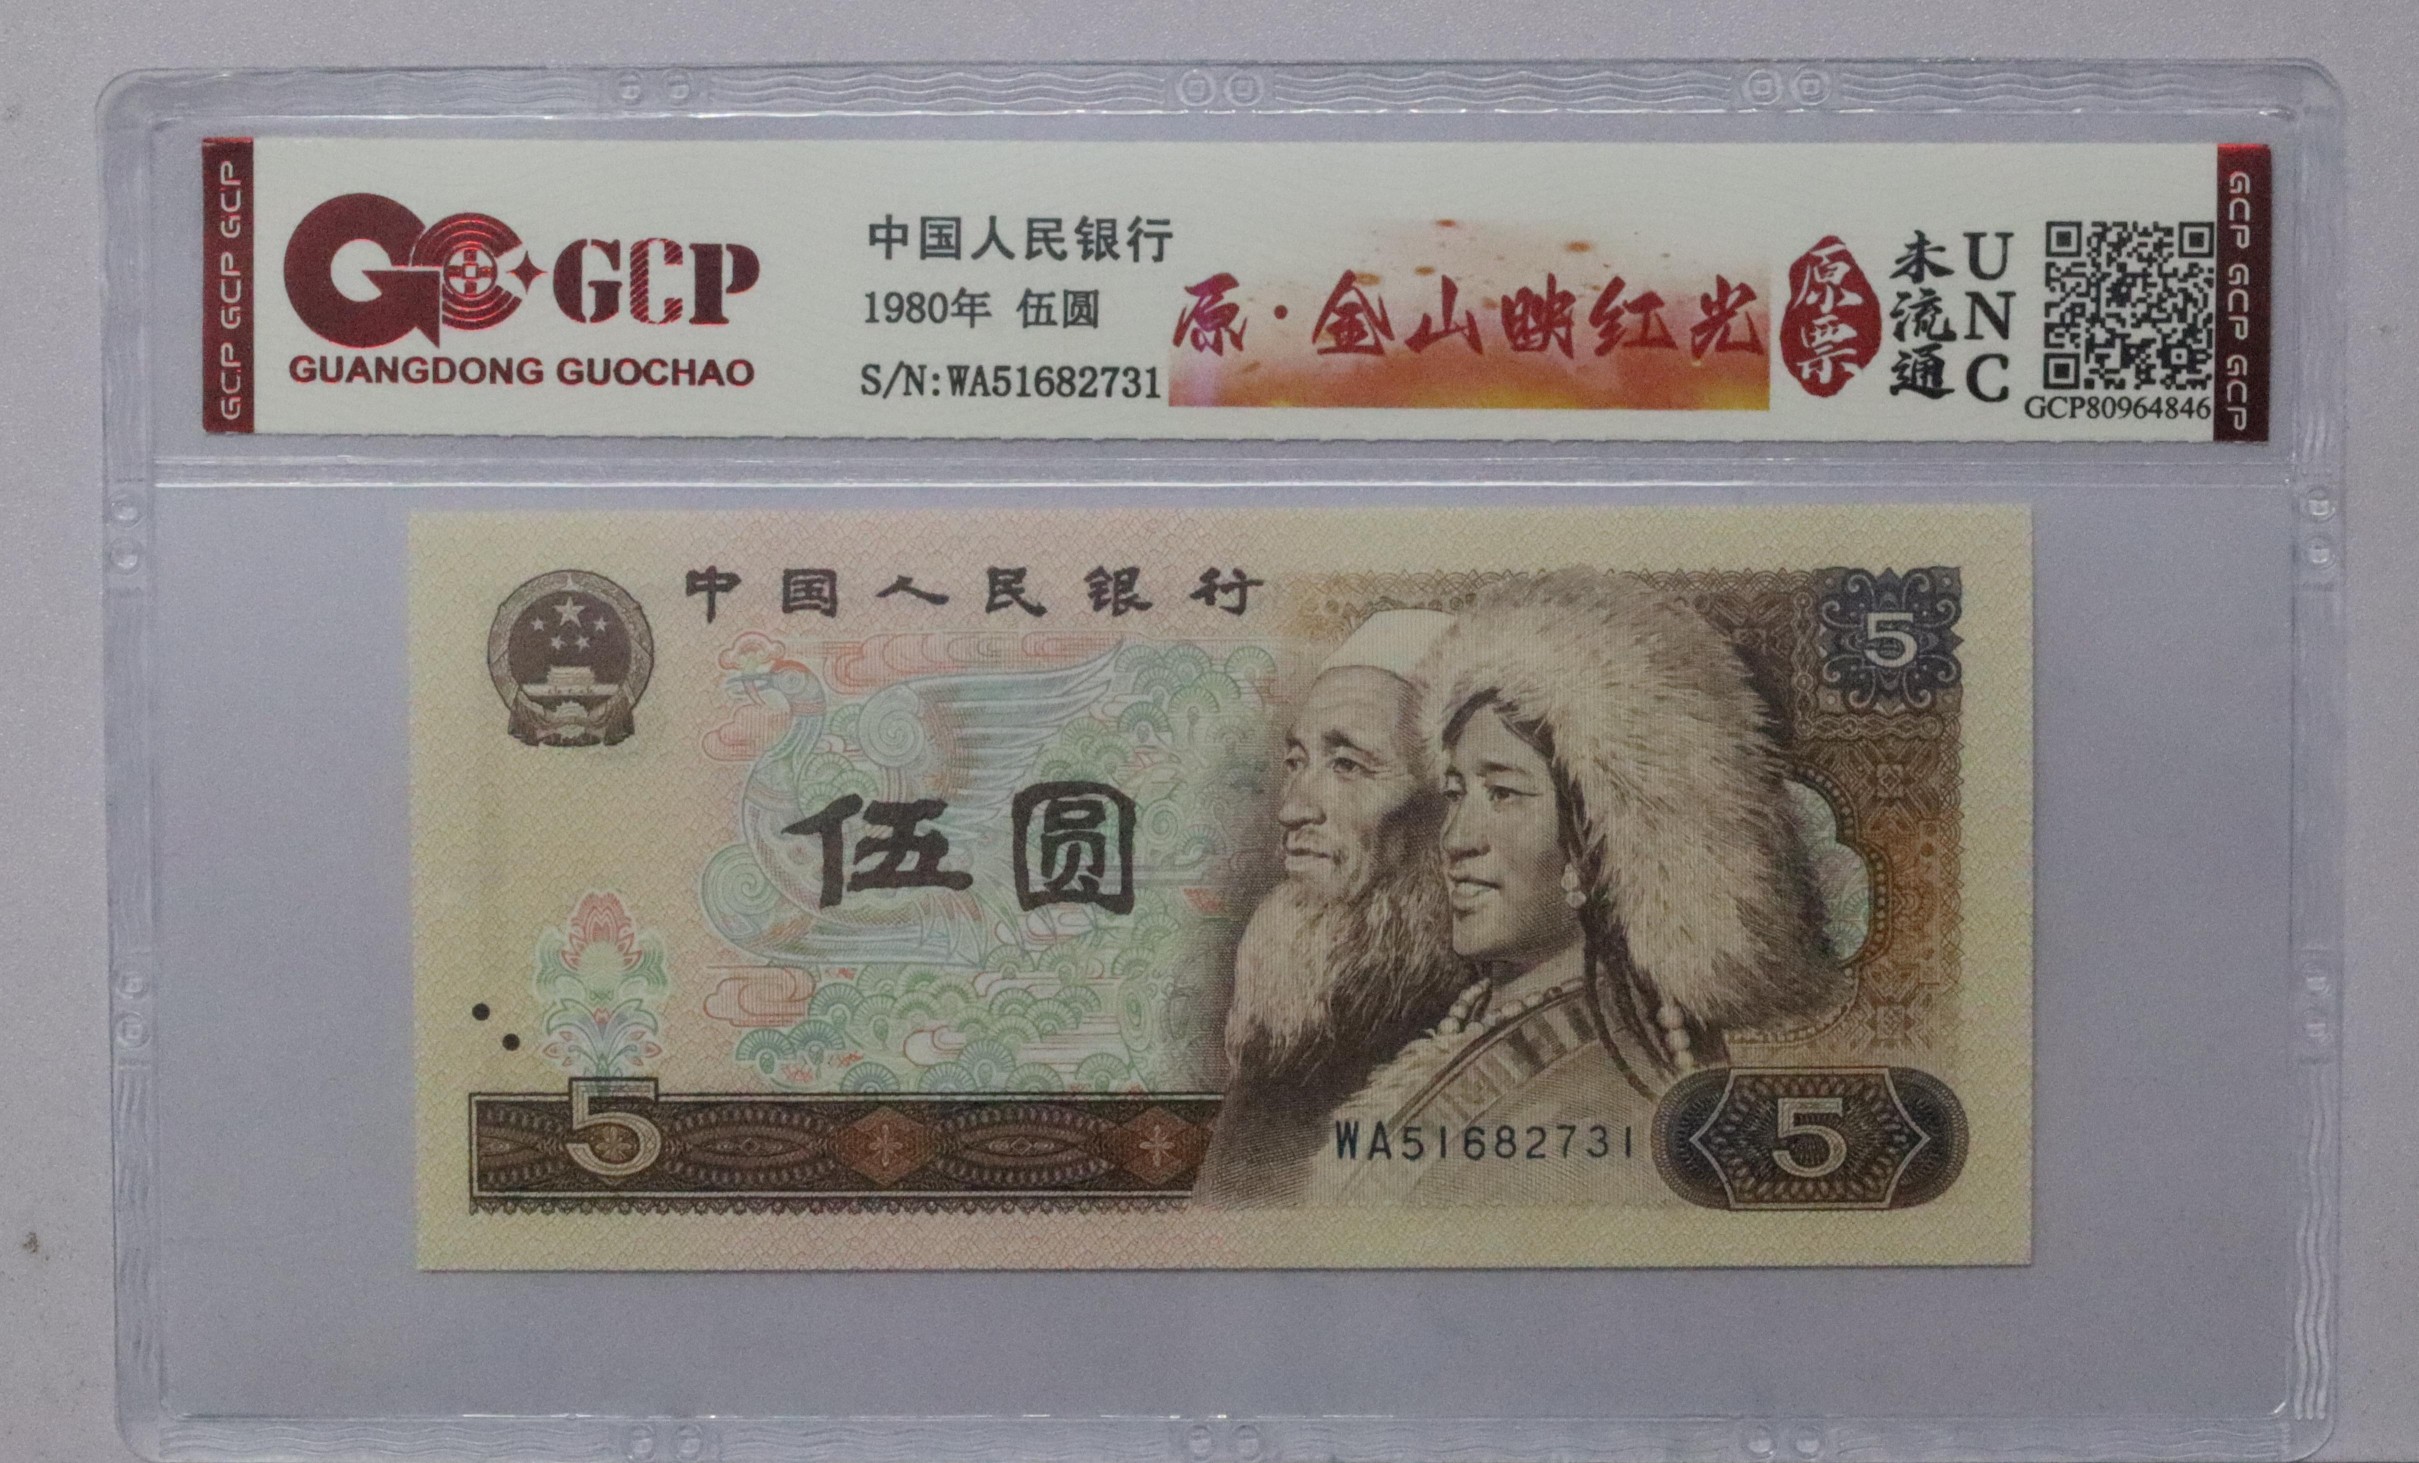 GCP GCP GCP
GCP
GUANGDONG GUOCHAO
中国人民银行
1980年 伍圆
S/N:WA51682731
原·金山映红光
原票
未流通
UNC
GCP80964846
GCP GCP GCP
中国人民银行
5
伍圆
5
WA51682731
5